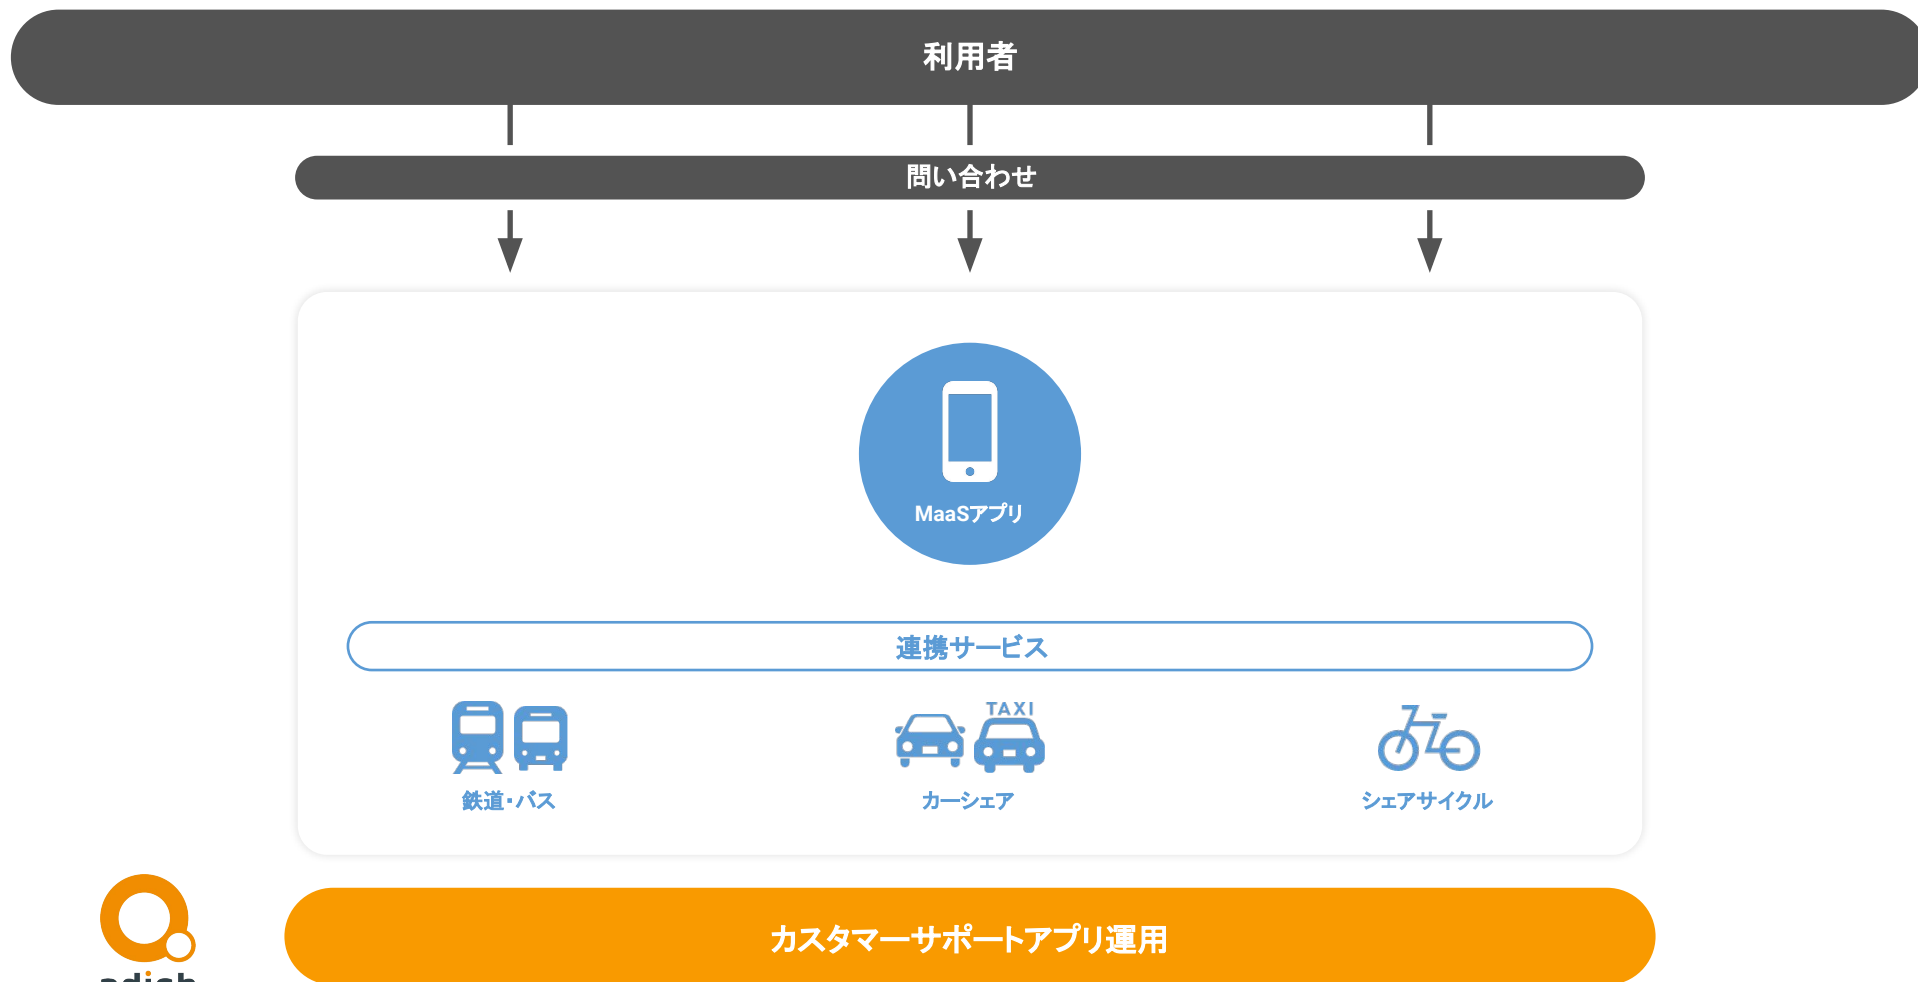 利用者
問い合わせ
MaaSアプリ
連携サービス
TAXI
鉄道・バス
カーシェア
シェアサイクル
カスタマーサポートアプリ運用
adish